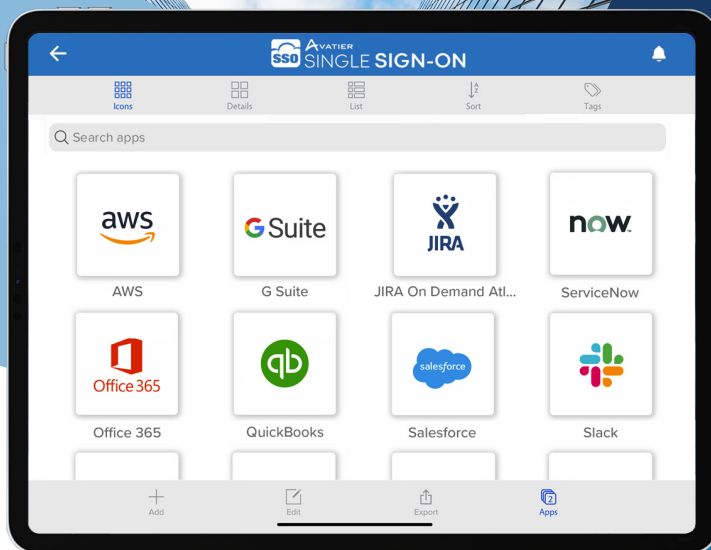 SSO AVATIER
SINGLE SIGN-ON
Icons Details List Sort Tags
Search apps
aws G Suite JIRA now
AWS G Suite JIRA On Demand Atl... ServiceNow
Office 365 qb salesforce
Office 365 QuickBooks Salesforce Slack
2
Add Edit Export Apps